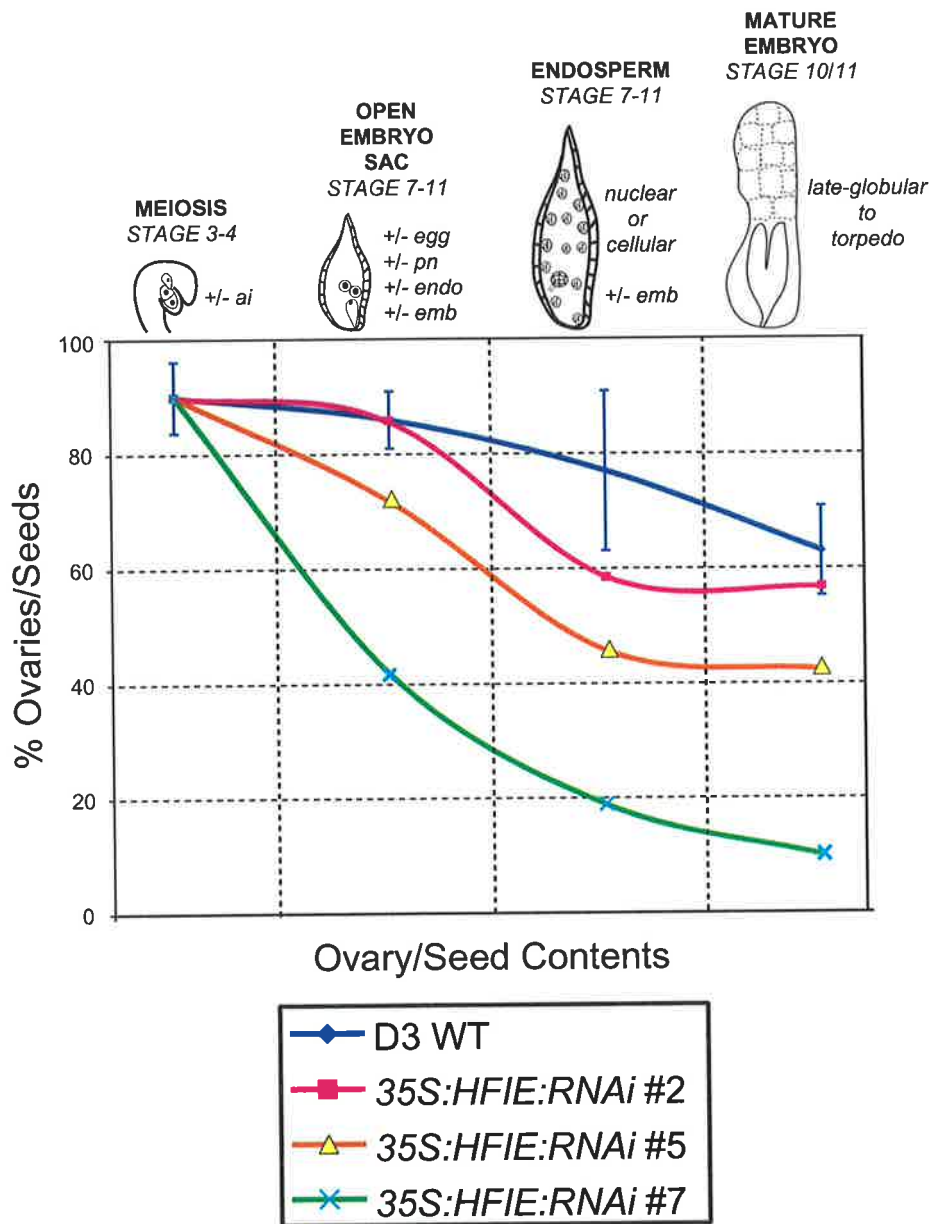 MEIOSIS
STAGE 3-4
+/- ai
OPEN
EMBRYO
SAC
STAGE 7-11
+/- egg
+/- pn
+/- endo
+/- emb
ENDOSPERM
STAGE 7-11
nuclear
or
cellular
+/- emb
MATURE
EMBRYO
STAGE 10/11
late-globular
to
torpedo
% Ovaries/Seeds
100
80
60
40
20
0
Ovary/Seed Contents
D3 WT
35S:HFIE:RNAi #2
35S:HFIE:RNAi #5
35S:HFIE:RNAi #7